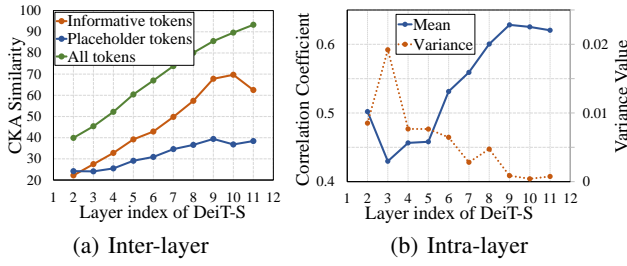 100
90
80
70
60
50
40
30
20
CKA Similarity
Informative tokens
Placeholder tokens
All tokens
1 2 3 4 5 6 7 8 9 10 11 12
Layer index of DeiT-S
(a) Inter-layer
0.6
0.5
0.4
Correlation Coefficient
Mean
Variance
0.02
0.01
0
Variance Value
1 2 3 4 5 6 7 8 9 10 11 12
Layer index of DeiT-S
(b) Intra-layer